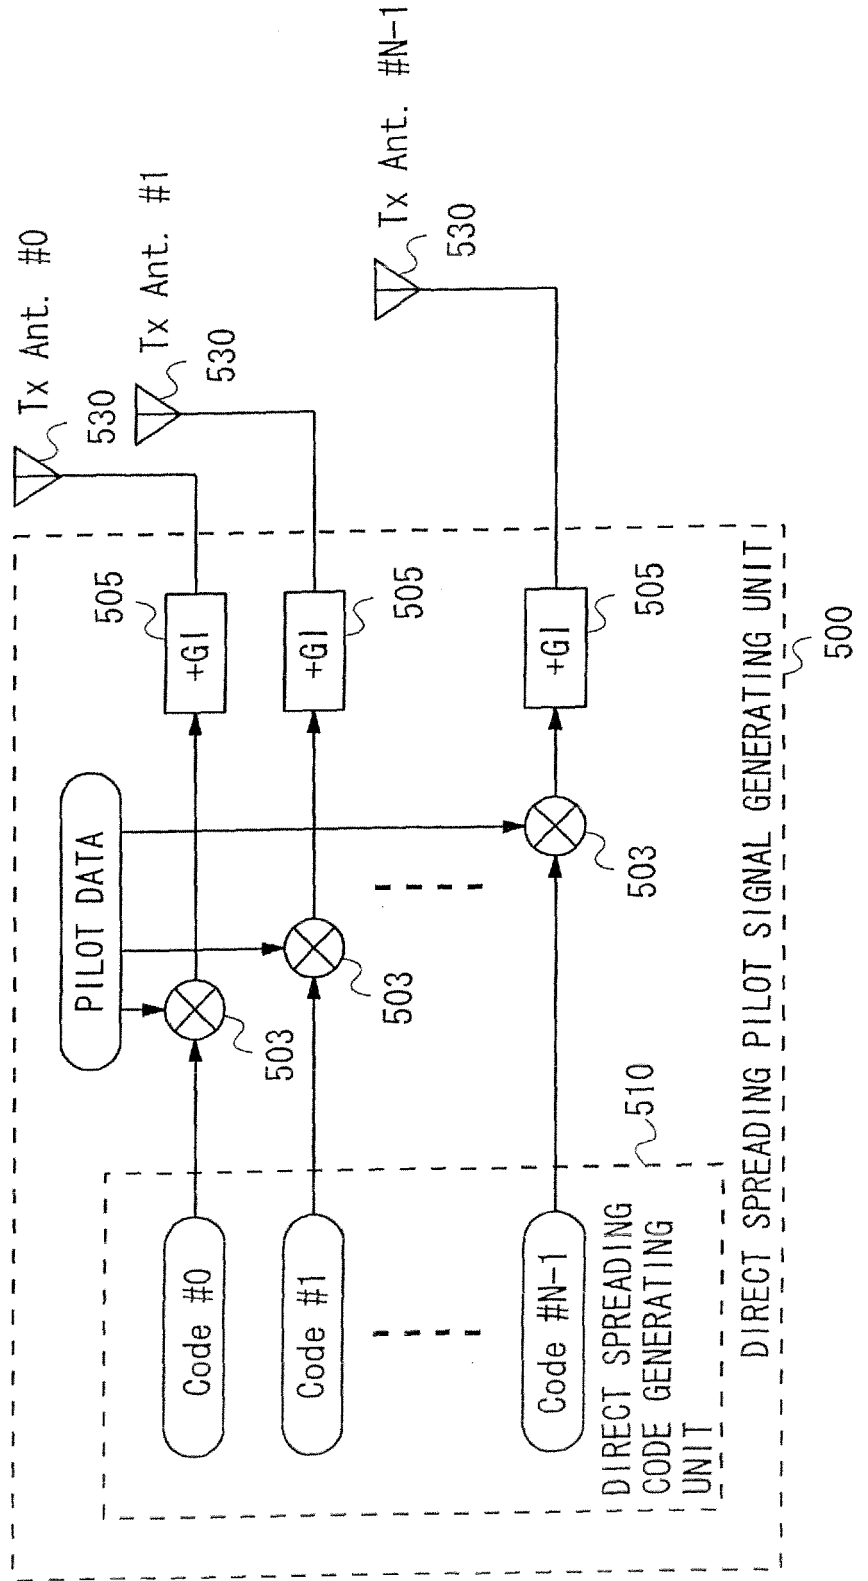 Tx Ant. #0
530
Tx Ant. #1
530
Tx Ant. #N-1
530
PILOT DATA
505
+GI
505
+GI
505
+GI
503
503
503
Code #0
Code #1
Code #N-1
510
DIRECT SPREADING
CODE GENERATING
UNIT
DIRECT SPREADING PILOT SIGNAL GENERATING UNIT
500